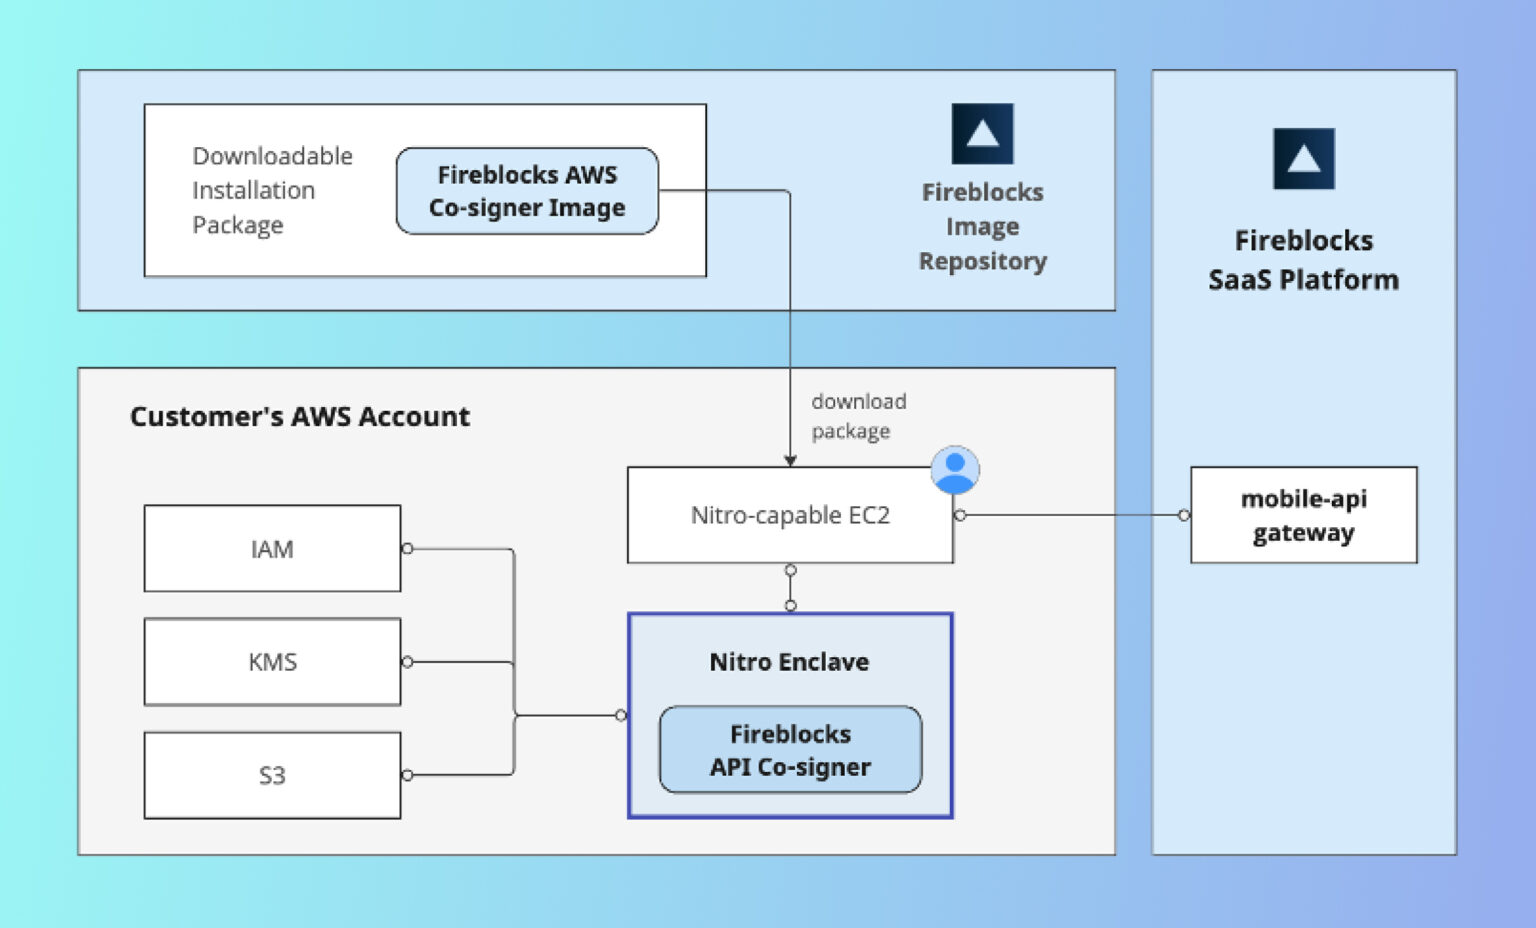 Downloadable
Installation
Package
Fireblocks AWS
Co-signer Image
Fireblocks
Image
Repository
Fireblocks
SaaS Platform
Customer's AWS Account
download
package
Nitro-capable EC2
mobile-api
gateway
IAM
KMS
S3
Nitro Enclave
Fireblocks
API Co-signer